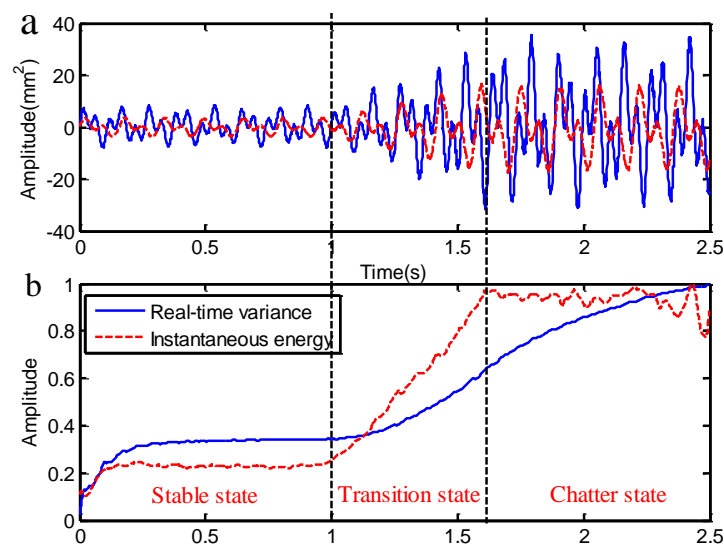 a
Amplitude(mm²)
40
20
0
-20
-40
0
0.5
1
1.5
2
2.5
Time(s)
b
Amplitude
1
0.8
0.6
0.4
0.2
0
Real-time variance
Instantaneous energy
Stable state
Transition state
Chatter state
0
0.5
1
1.5
2
2.5